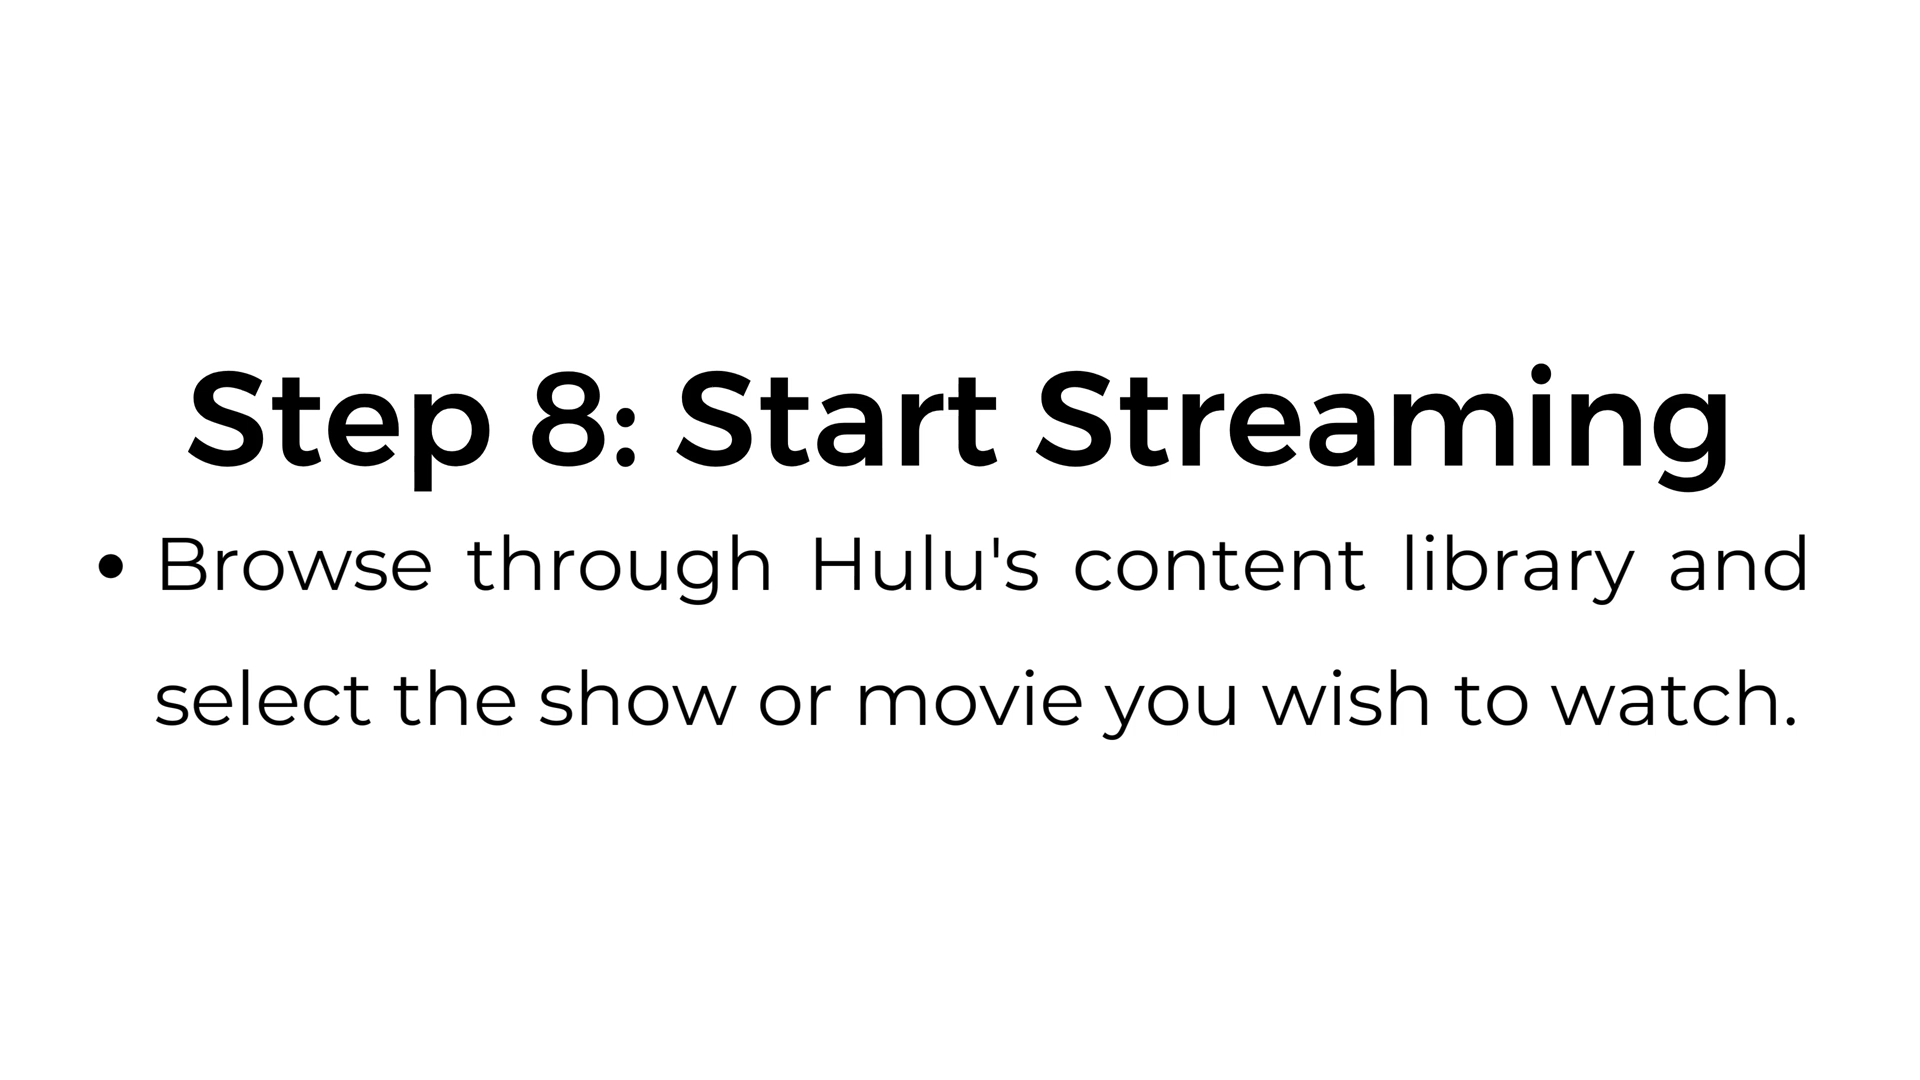 Step 8: Start Streaming
• Browse through Hulu's content library and
select the show or movie you wish to watch.